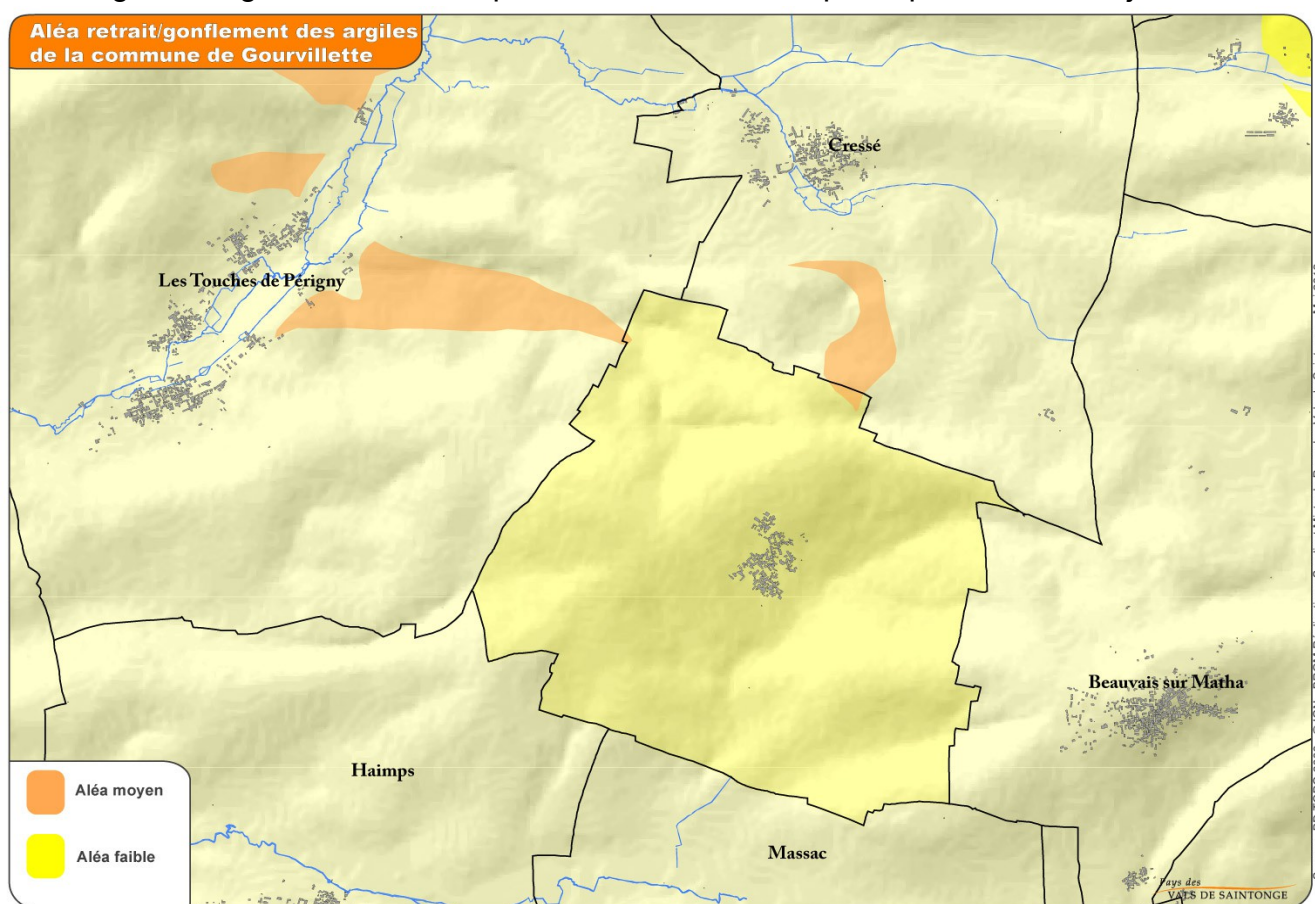 Aléa retrait/gonflement des argiles
de la commune de Gourvillette
Cressé
Les Touches de Périgny
Beauvais sur Matha
Haimps
Massac
Aléa moyen
Aléa faible
Pays des
VALS DE SAINTONGE